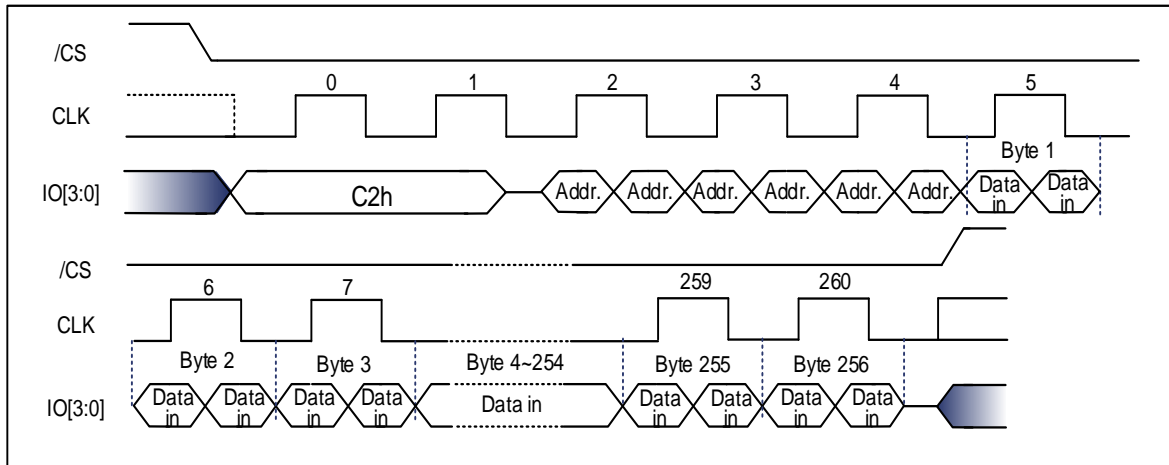 /CS
0 1 2 3 4 5
CLK
Byte 1
IO[3:0] C2h Addr. Addr. Addr. Addr. Addr. Addr. Data in Data in
/CS
6 7 259 260
CLK
Byte 2 Byte 3 Byte 4~254 Byte 255 Byte 256
IO[3:0] Data in Data in Data in Data in Data in Data in Data in Data in Data in